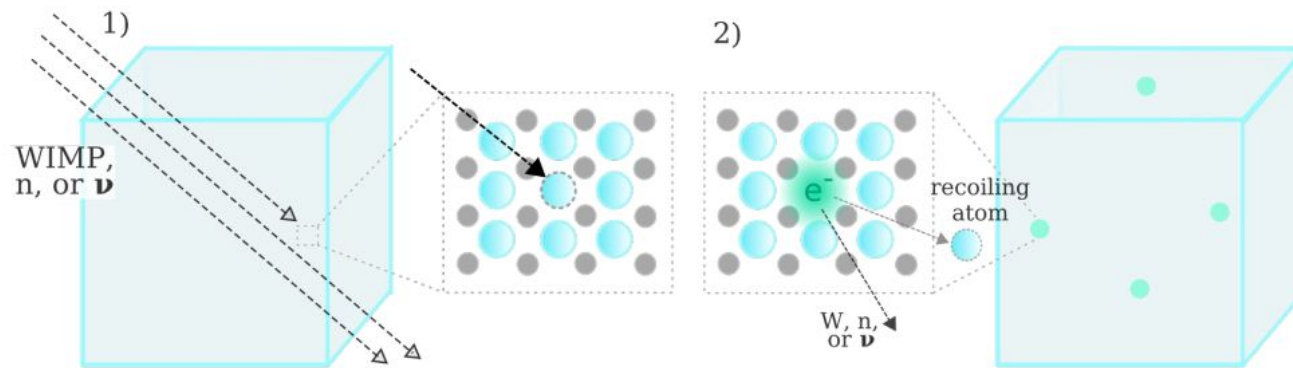 1)
WIMP,
n, or ν
2)
e⁻
recoiling
atom
W, n,
or ν